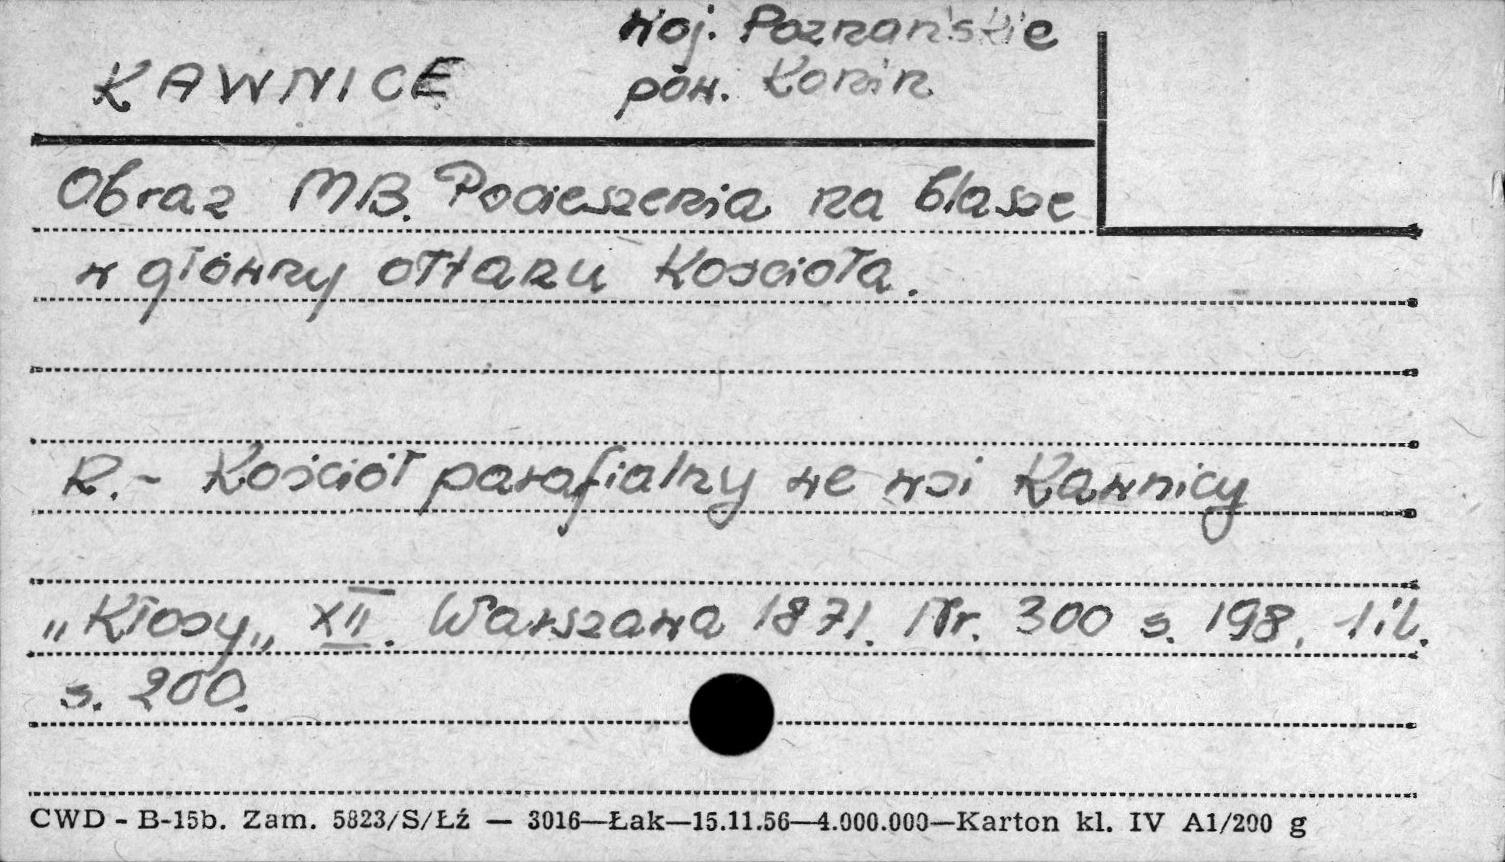 woj. Poznańskie
KAWNICE pow. Konin
Obraz MB. Pocieszenia na blasze
w główny ołtarzu Kościoła.
R.- Kościół parafialny we wsi Kawnicy
„Kłosy„ XII. Warszawa 1871. Nr. 300 s. 198, 1 il.
s. 200.
CWD - B-15b. Zam. 5823/S/Łź — 3016—Łak—15.11.56—4.000.000—Karton kl. IV A1/200 g